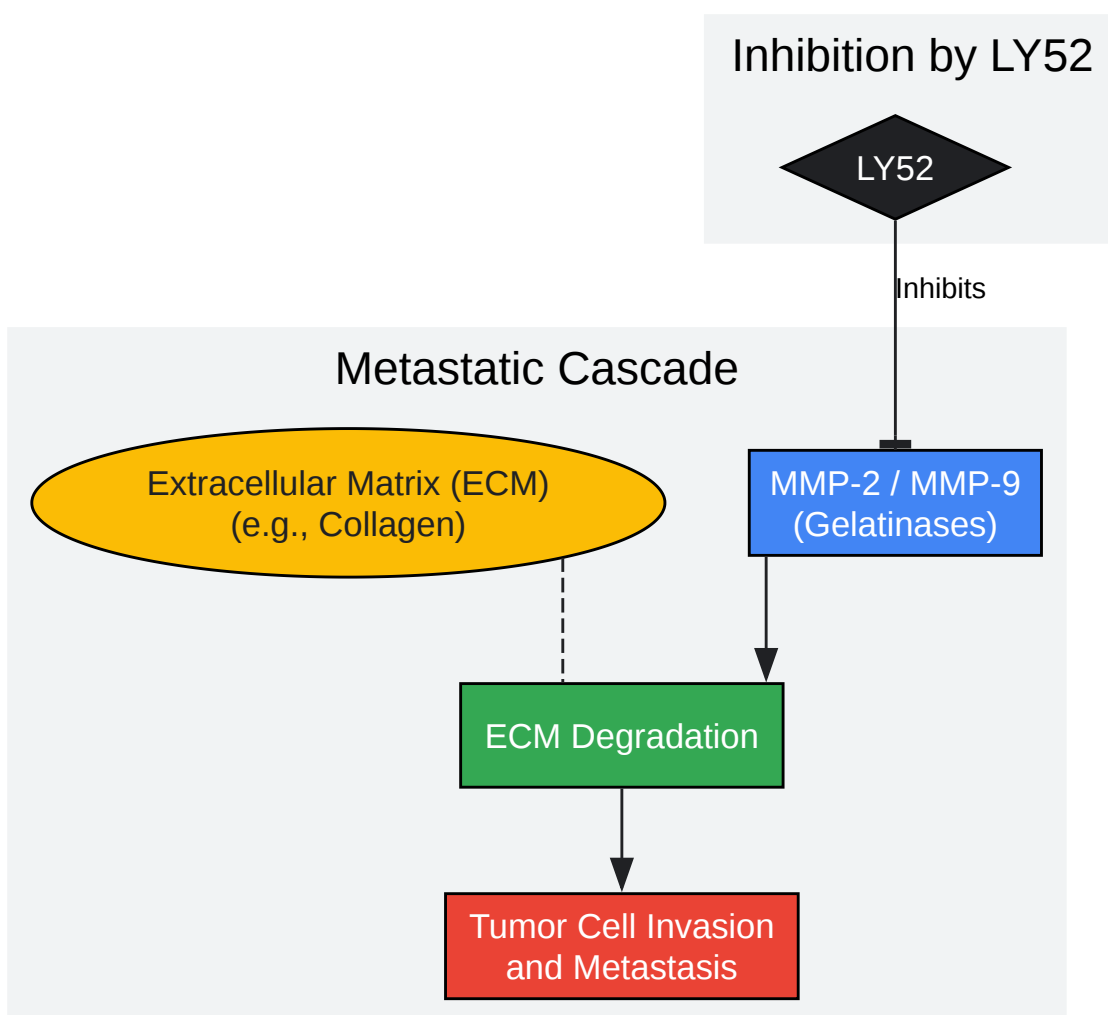 Inhibition by LY52
LY52
Inhibits
Metastatic Cascade
Extracellular Matrix (ECM)
(e.g., Collagen)
MMP-2 / MMP-9
(Gelatinases)
ECM Degradation
Tumor Cell Invasion
and Metastasis